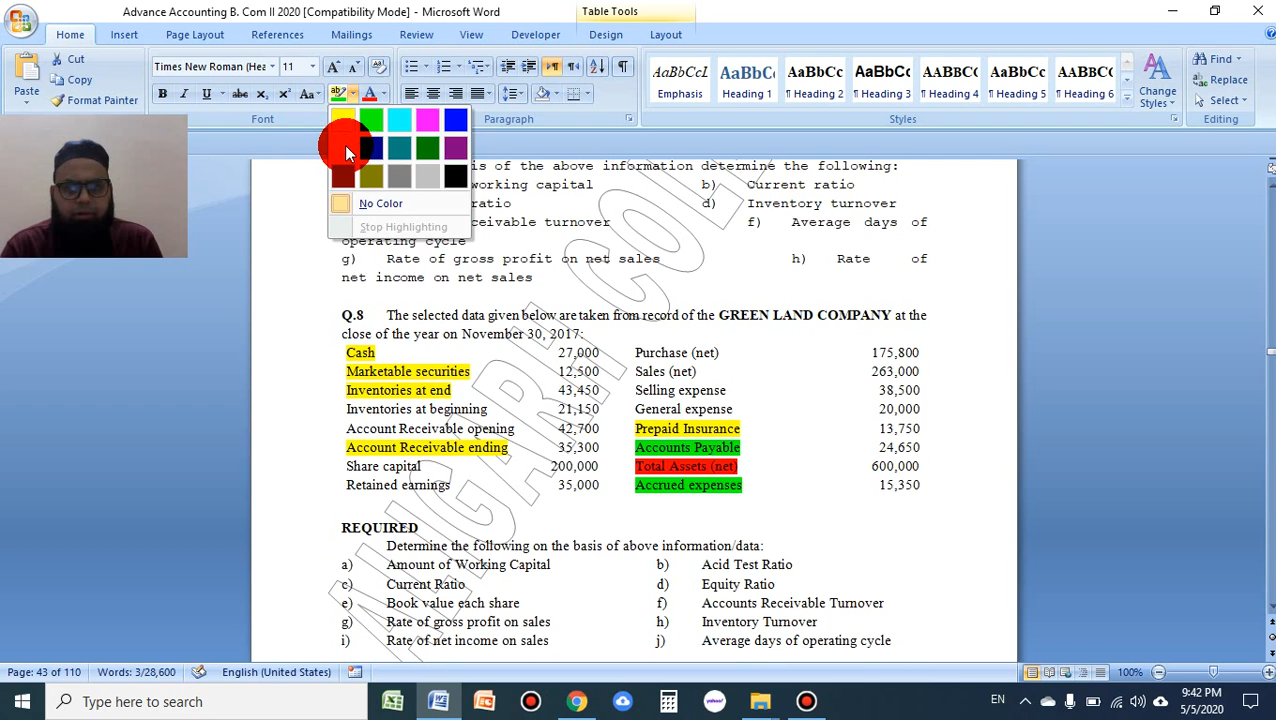 Advance Accounting B. Com II 2020 [Compatibility Mode] - Microsoft Word
Table Tools
Home Insert Page Layout References Mailings Review View Developer Design Layout
Paste
Cut
Copy
Format Painter
Times New Roman (Hea 11
Font
Paragraph
AaBbCcL AaBbC AaBbCc AaBbCc AABBCC AABBCC AABBCC
Emphasis Heading 1 ¶ Heading 2 ¶ Heading 3 ¶ Heading 4 ¶ Heading 5 ¶ Heading 6
Styles
Change Styles
Find
Replace
Select
Editing
No Color
Stop Highlighting
is of the above information determine the following:
working capital b) Current ratio
ratio d) Inventory turnover
receivable turnover f) Average days of
operating cycle
g) Rate of gross profit on net sales h) Rate of
net income on net sales
Q.8 The selected data given below are taken from record of the GREEN LAND COMPANY at the
close of the year on November 30, 2017:
Cash 27,000 Purchase (net) 175,800
Marketable securities 12,500 Sales (net) 263,000
Inventories at end 43,450 Selling expense 38,500
Inventories at beginning 21,150 General expense 20,000
Account Receivable opening 42,700 Prepaid Insurance 13,750
Account Receivable ending 35,300 Accounts Payable 24,650
Share capital 200,000 Total Assets (net) 600,000
Retained earnings 35,000 Accrued expenses 15,350
REQUIRED
Determine the following on the basis of above information/data:
a) Amount of Working Capital b) Acid Test Ratio
c) Current Ratio d) Equity Ratio
e) Book value each share f) Accounts Receivable Turnover
g) Rate of gross profit on sales h) Inventory Turnover
i) Rate of net income on sales j) Average days of operating cycle
Page: 43 of 110 Words: 3/28,600 English (United States) 100%
Type here to search
EN
9:42 PM
5/5/2020